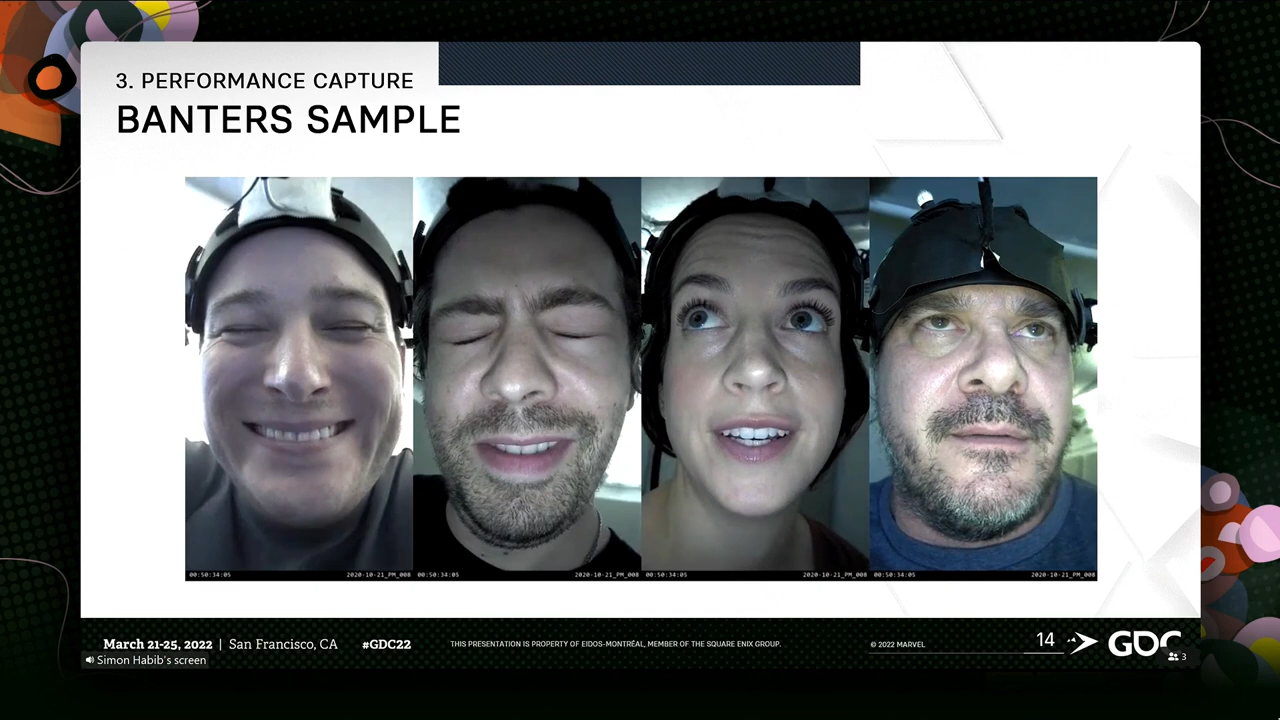 3. PERFORMANCE CAPTURE
BANTERS SAMPLE
00:50:34:05 2020-10-21_PM_008 00:50:34:05 2020-10-21_PM_008 00:50:34:05 2020-10-21_PM_008 00:50:34:05 2020-10-21_PM_008
March 21-25, 2022 | San Francisco, CA #GDC22 THIS PRESENTATION IS PROPERTY OF EIDOS-MONTRÉAL, MEMBER OF THE SQUARE ENIX GROUP. © 2022 MARVEL 14 GDC
Simon Habib's screen 3